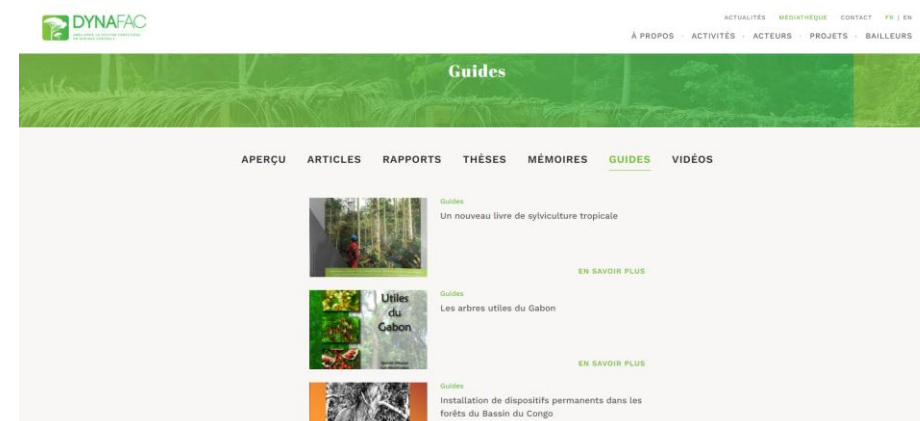 DYNAFAC
ACTUALITÉS MÉDIATHÈQUE CONTACT FR | EN
À PROPOS - ACTIVITÉS - ACTEURS - PROJETS - BAILLEURS
Guides
APERÇU ARTICLES RAPPORTS THÈSES MÉMOIRES GUIDES VIDÉOS
Guides
Un nouveau livre de sylviculture tropicale
EN SAVOIR PLUS
Utiles
du
Gabon
Guides
Les arbres utiles du Gabon
EN SAVOIR PLUS
Guides
Installation de dispositifs permanents dans les
forêts du Bassin du Congo